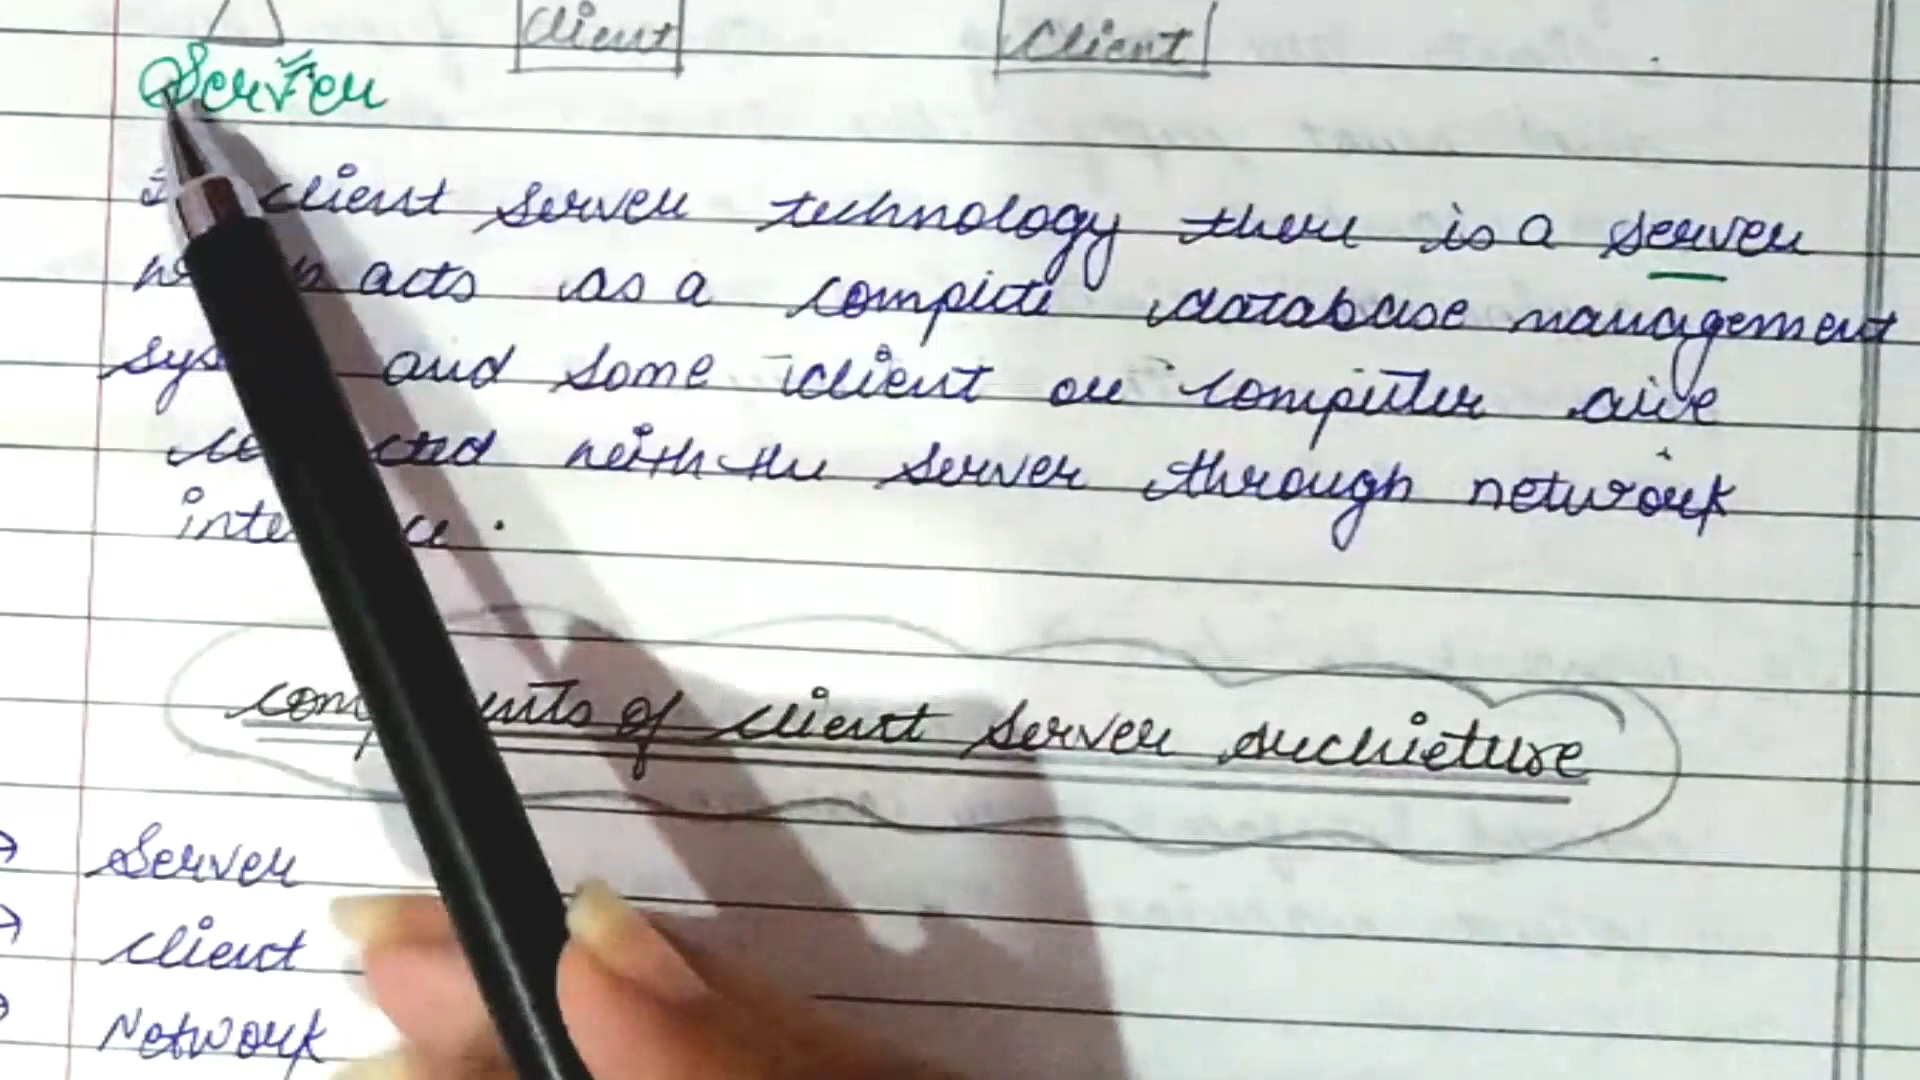 client client
Server
client server technology there is a server
acts as a complete database management
and some client or computer are
with the server through network
components of client server architeture
→ Server
→ client
→ Network